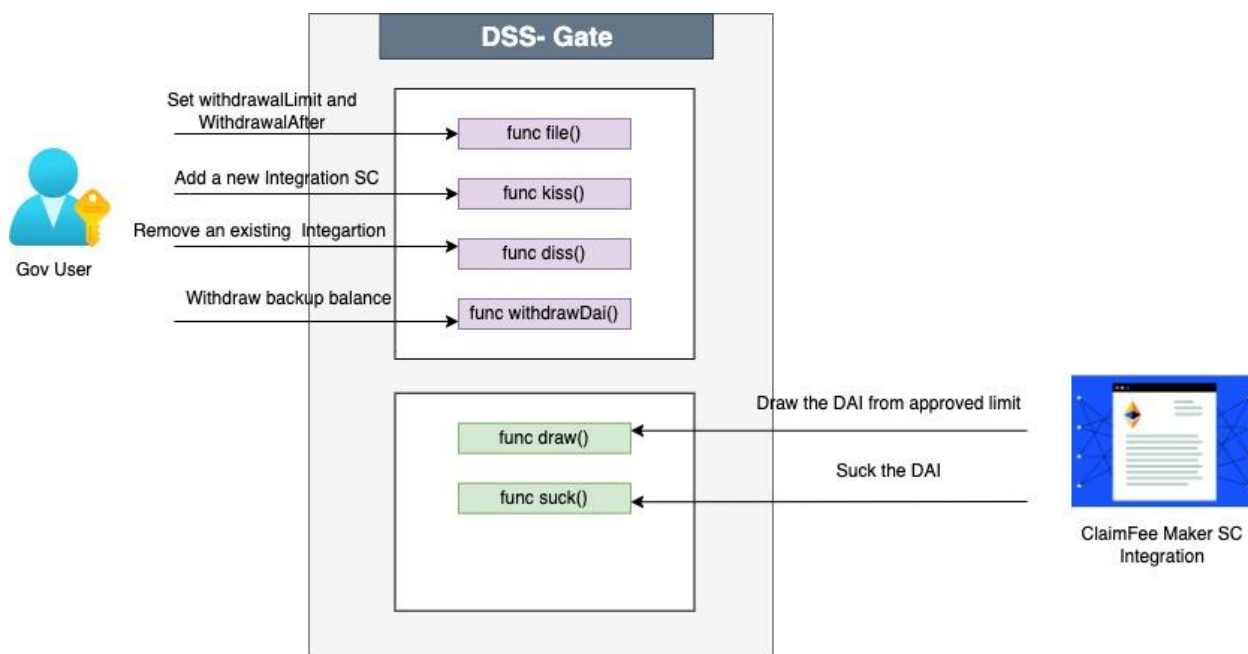 DSS- Gate
Set withdrawalLimit and
WithdrawalAfter
func file()
Add a new Integration SC
func kiss()
Remove an existing Integartion
func diss()
Gov User
Withdraw backup balance
func withdrawDai()
Draw the DAI from approved limit
func draw()
Suck the DAI
func suck()
ClaimFee Maker SC
Integration